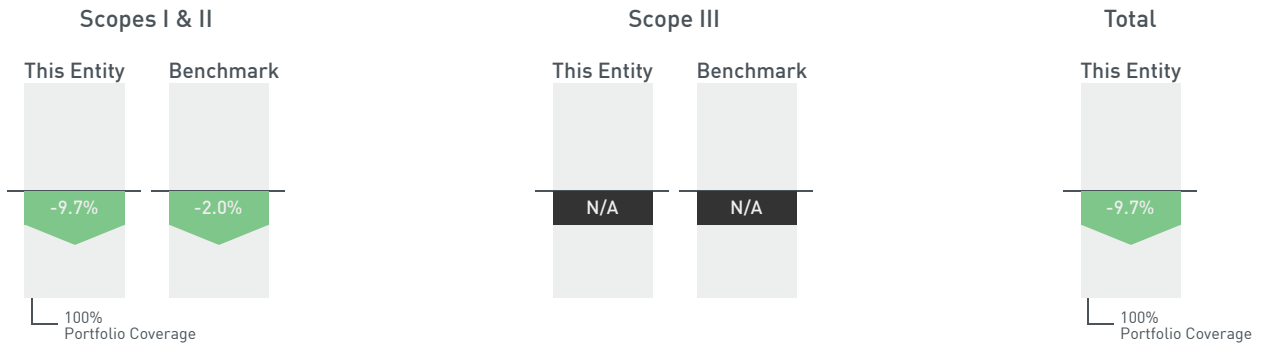 Scopes I & II
Scope III
Total
This Entity
Benchmark
This Entity
Benchmark
This Entity
-9.7%
-2.0%
N/A
N/A
-9.7%
100%
Portfolio Coverage
100%
Portfolio Coverage